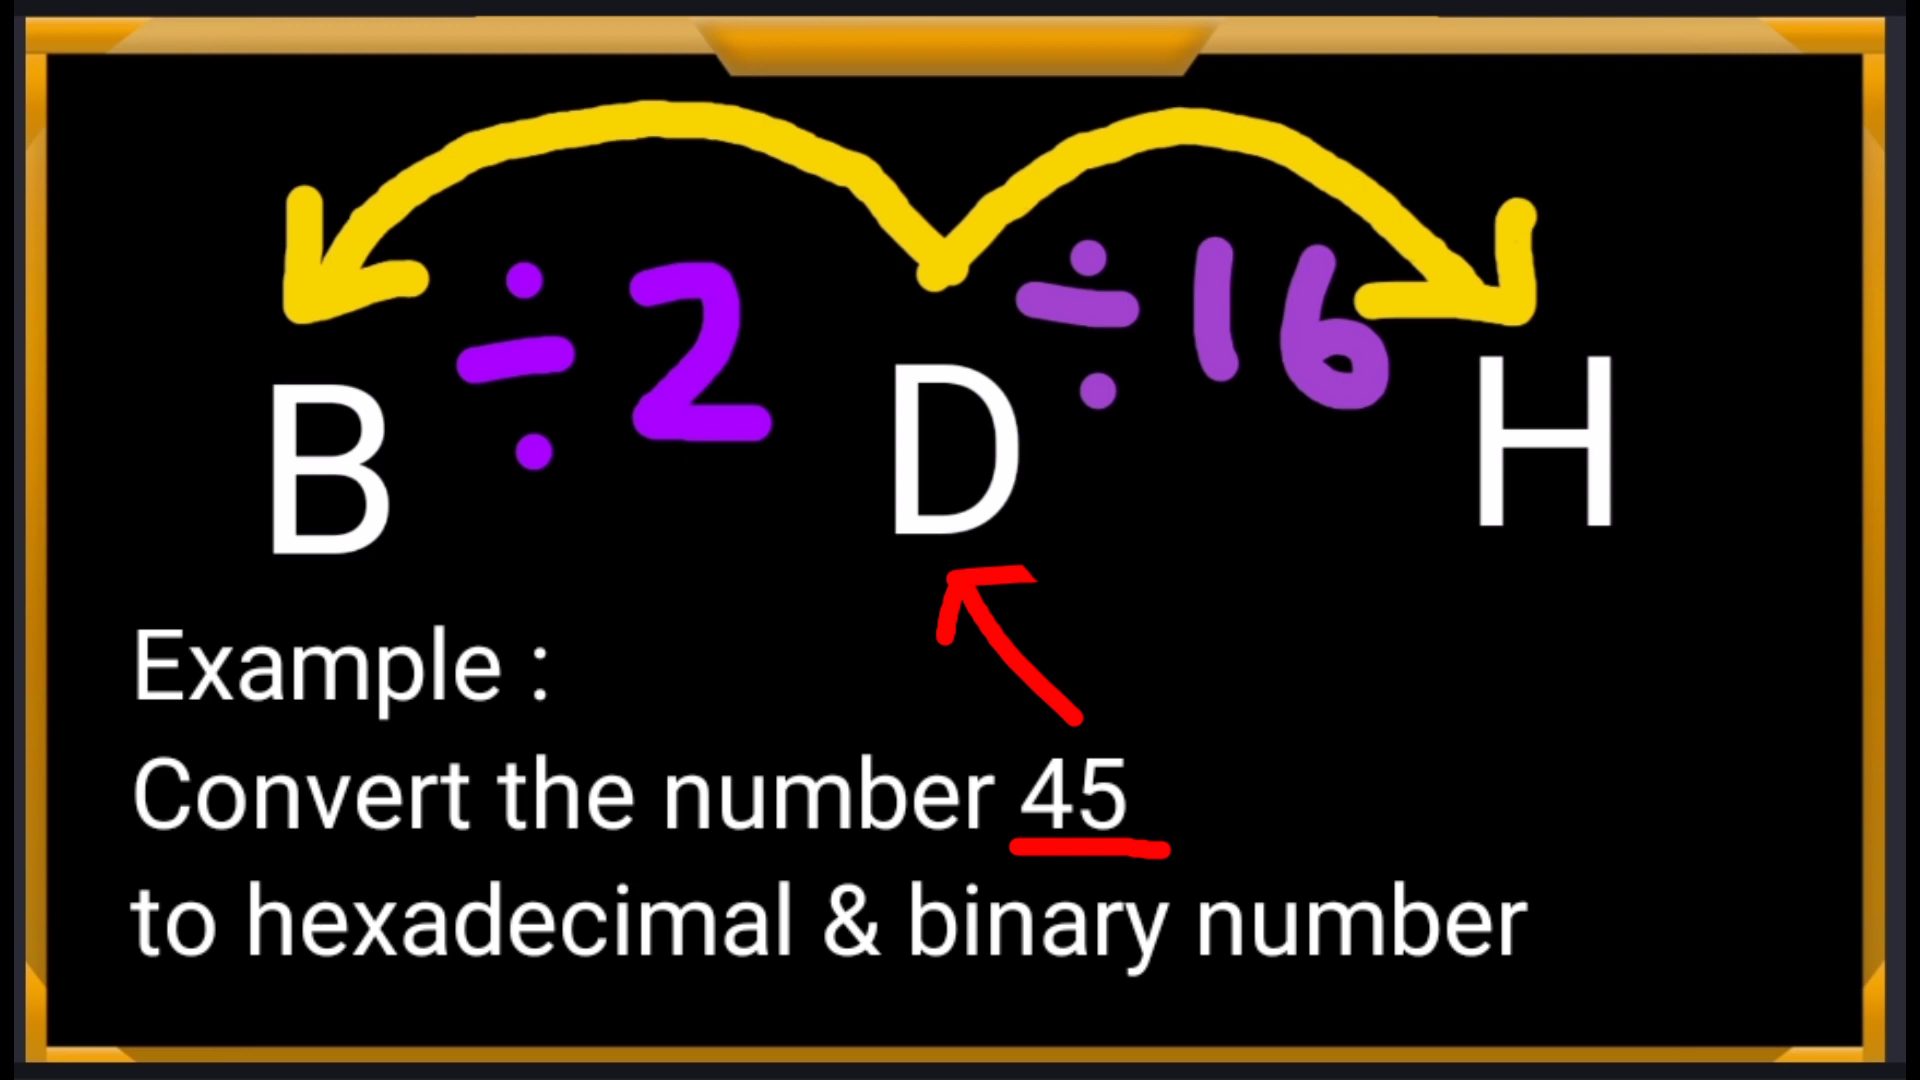 ÷2 ÷16
B D H
Example :
Convert the number 45
to hexadecimal & binary number